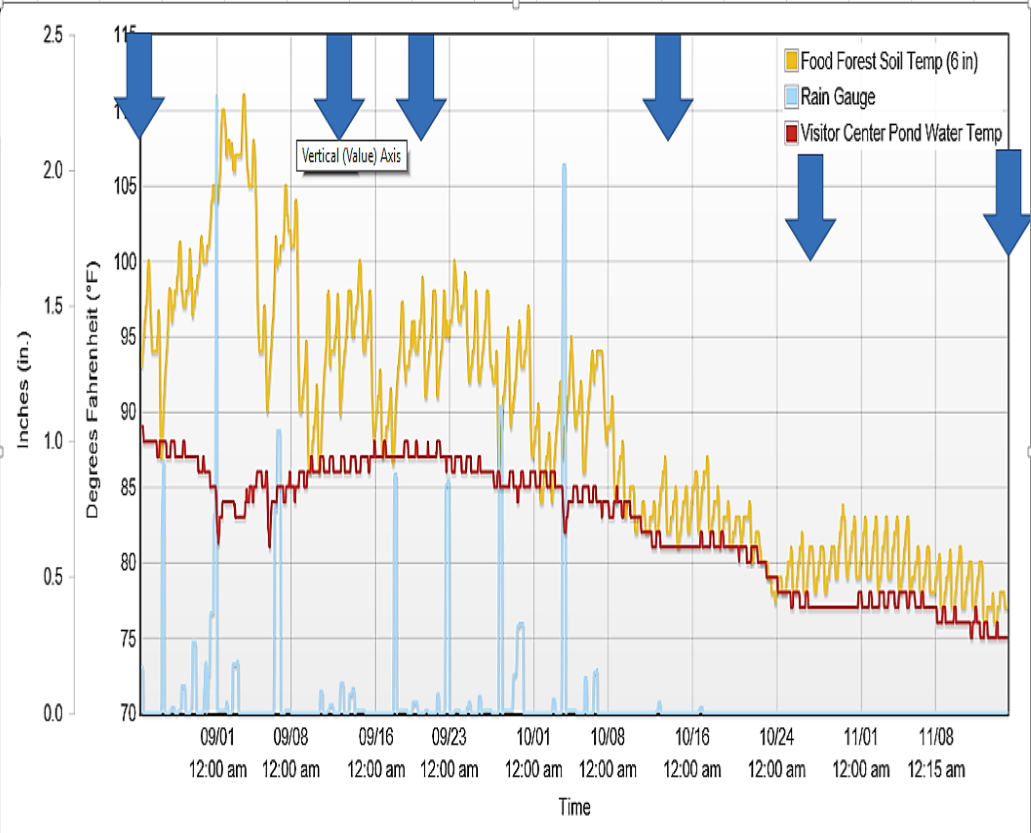 2.5
2.0
1.5
1.0
0.5
0.0
Inches (in.)
Degrees Fahrenheit (°F)
115
105
100
95
90
85
80
75
70
Food Forest Soil Temp (6 in)
Rain Gauge
Visitor Center Pond Water Temp
Vertical (Value) Axis
09/01 09/08 09/16 09/23 10/01 10/08 10/16 10/24 11/01 11/08
12:00 am 12:00 am 12:00 am 12:00 am 12:00 am 12:00 am 12:00 am 12:00 am 12:00 am 12:15 am
Time